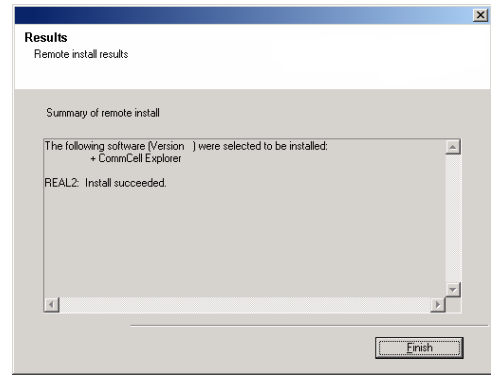 Results
Remote install results
Summary of remote install
The following software (Version   ) were selected to be installed:
+ CommCell Explorer
REAL2:  Install succeeded.
Finish